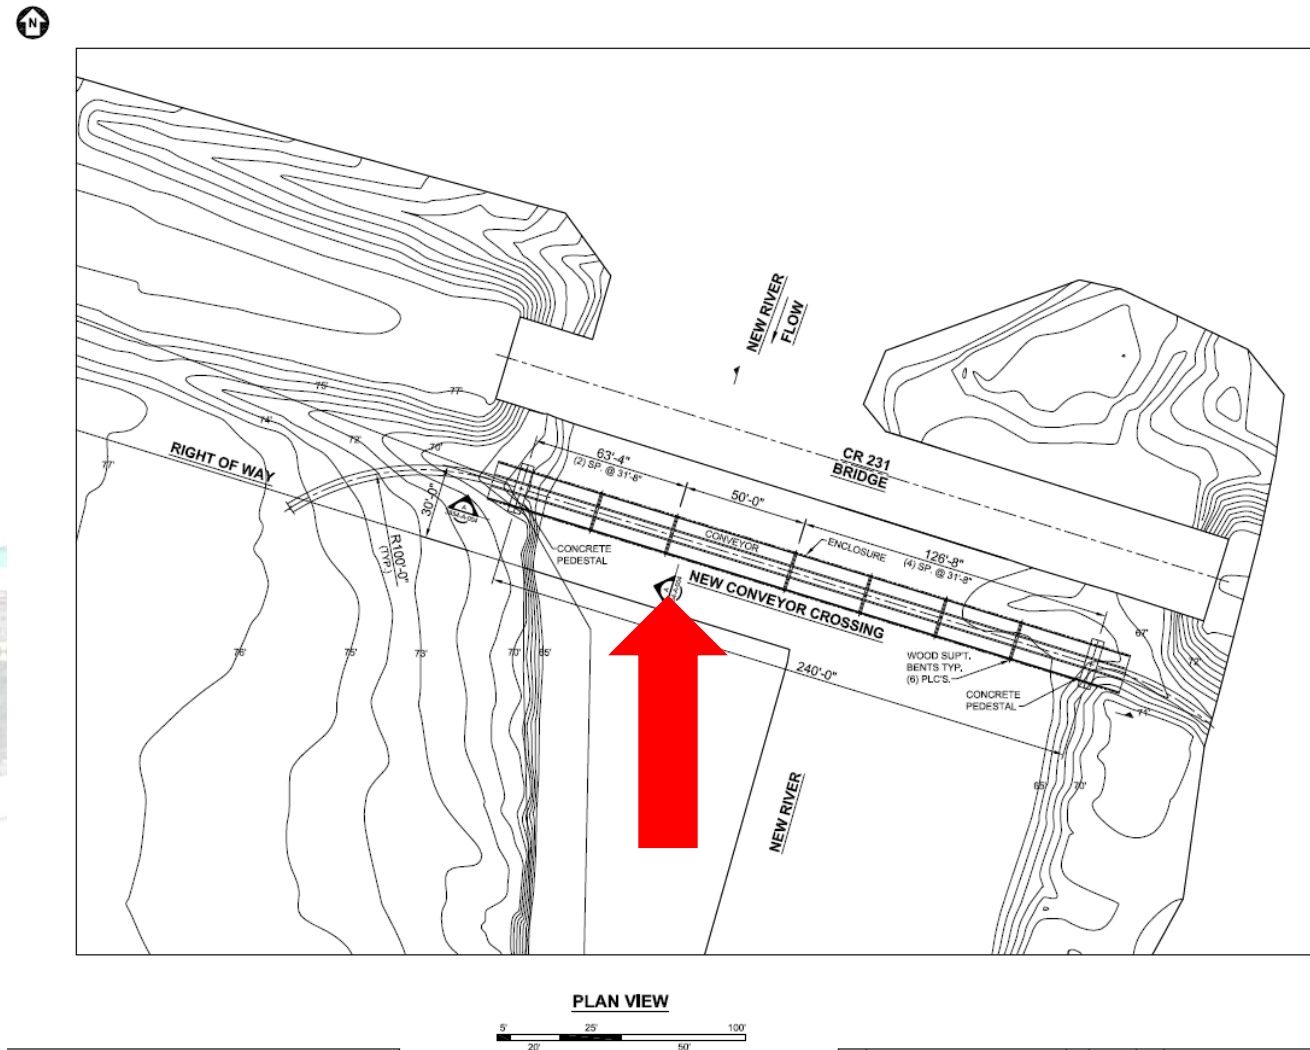 N
NEW RIVER
FLOW
75'
77'
74'
72'
70'
77'
RIGHT OF WAY
63'-4"
(2) SP. @ 31'-8"
50'-0"
CR 231
BRIDGE
30'-0"
A
R100'-0"
(TYP.)
CONCRETE
PEDESTAL
CONVEYOR
ENCLOSURE
126'-8"
(4) SP. @ 31'-8"
NEW CONVEYOR CROSSING
67'
72'
76'
75'
73'
70'
65'
WOOD SUP'T.
BENTS TYP.
(6) PLC'S.
240'-0"
CONCRETE
PEDESTAL
71'
65'
70'
NEW RIVER
PLAN VIEW
5'
25'
100'
20'
50'